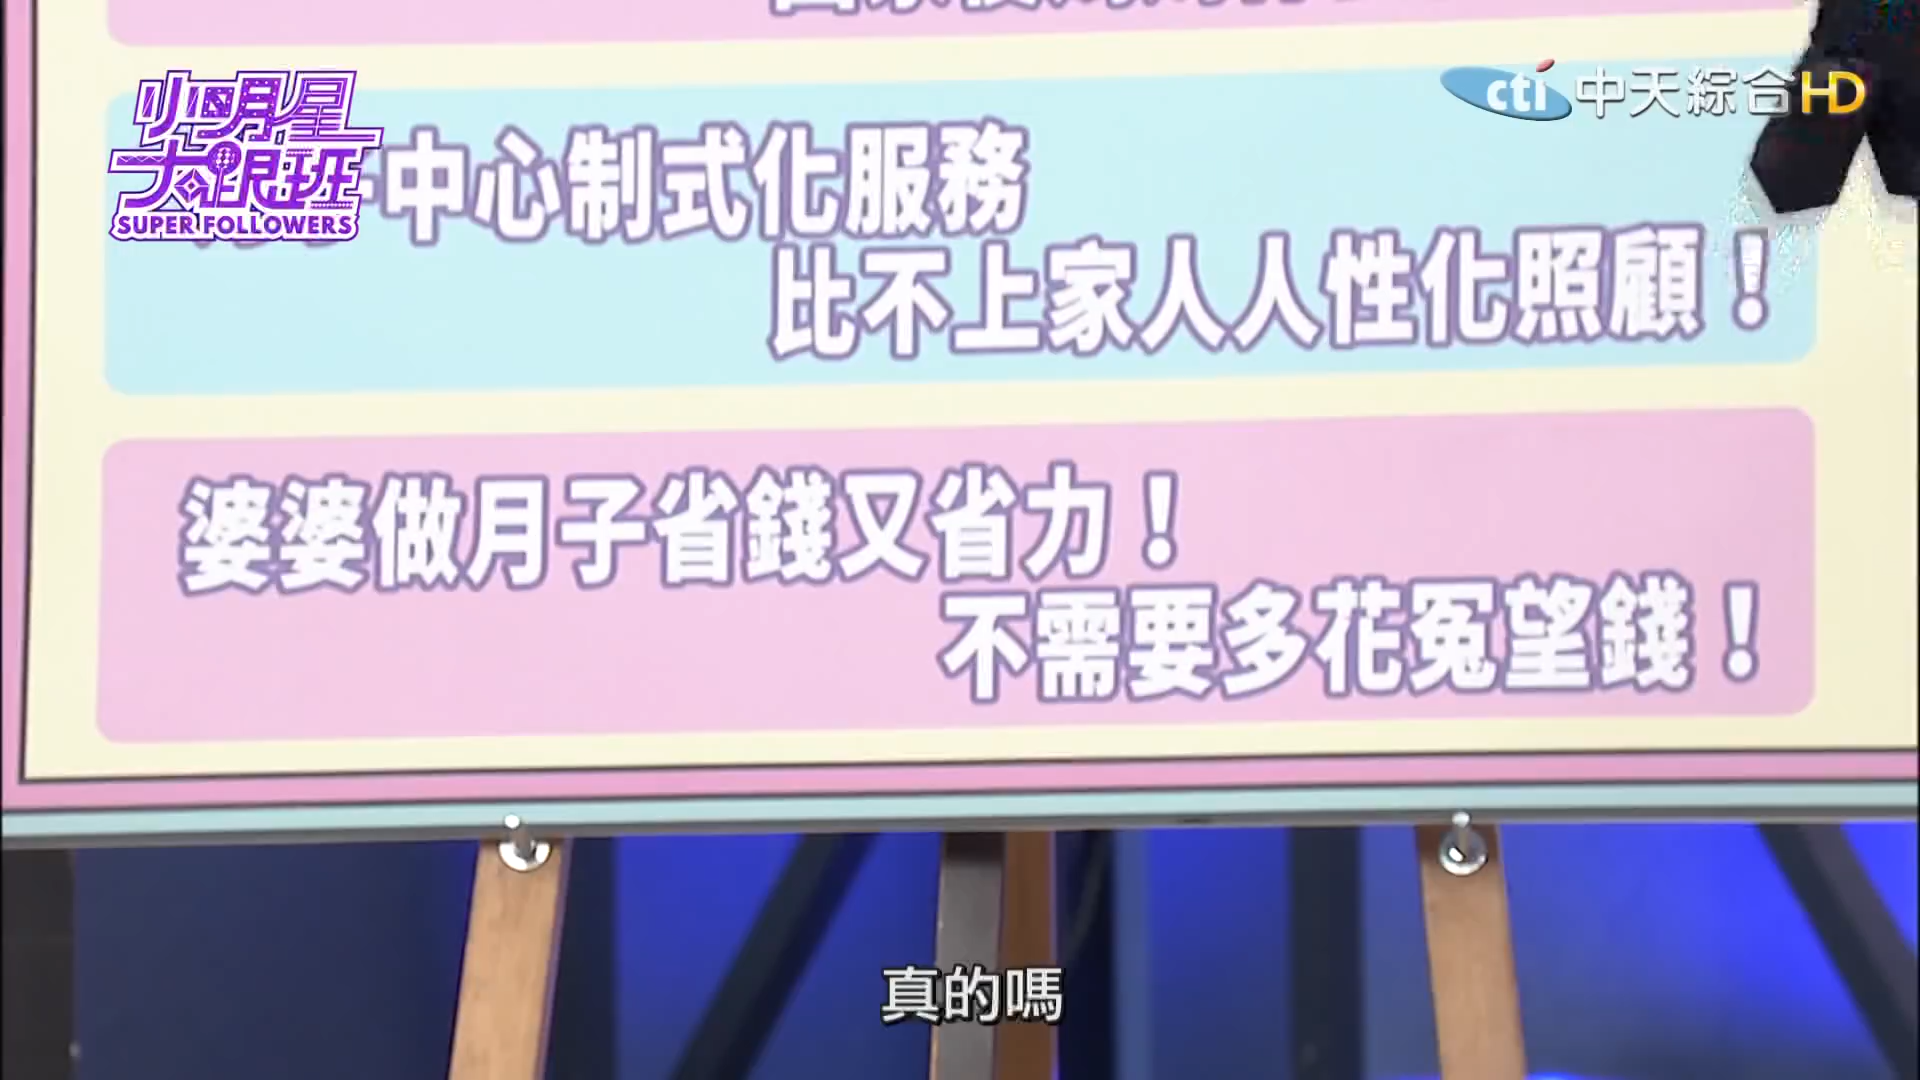 小明星
大跟班
SUPER FOLLOWERS
cti 中天綜合HD
中心制式化服務
比不上家人人性化照顧！
婆婆做月子省錢又省力！
不需要多花冤望錢！
真的嗎